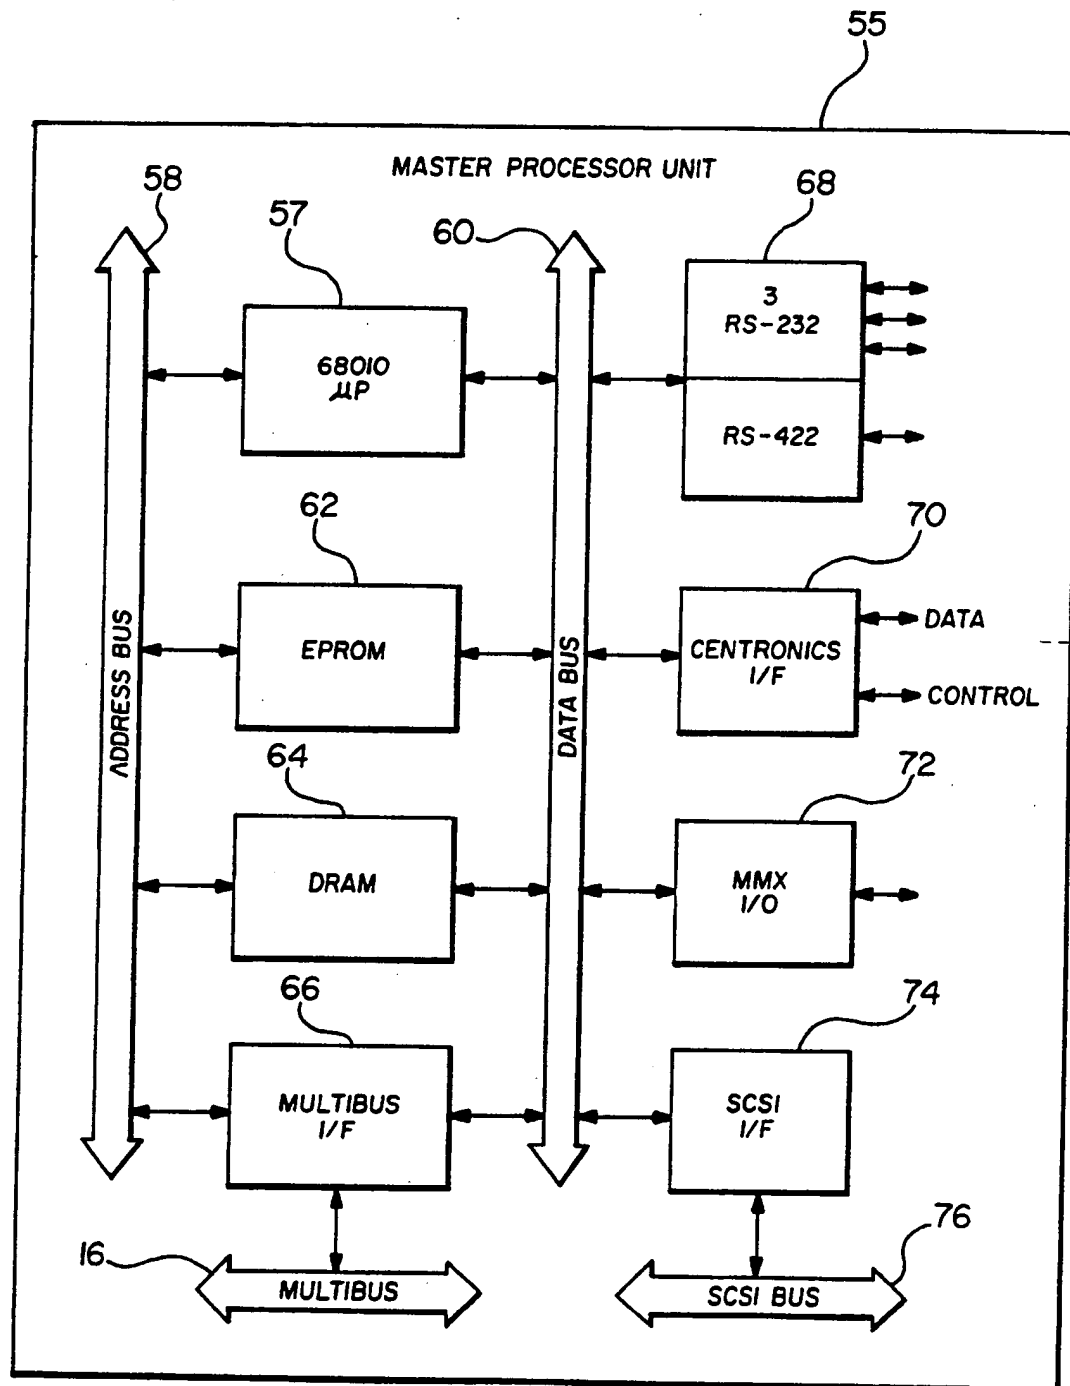 55
MASTER PROCESSOR UNIT
58
57
60
68
68010
μP
3
RS-232
RS-422
62
70
ADDRESS BUS
EPROM
DATA BUS
CENTRONICS
I/F
DATA
CONTROL
64
72
DRAM
MMX
I/O
66
74
MULTIBUS
I/F
SCSI
I/F
16
MULTIBUS
76
SCSI BUS